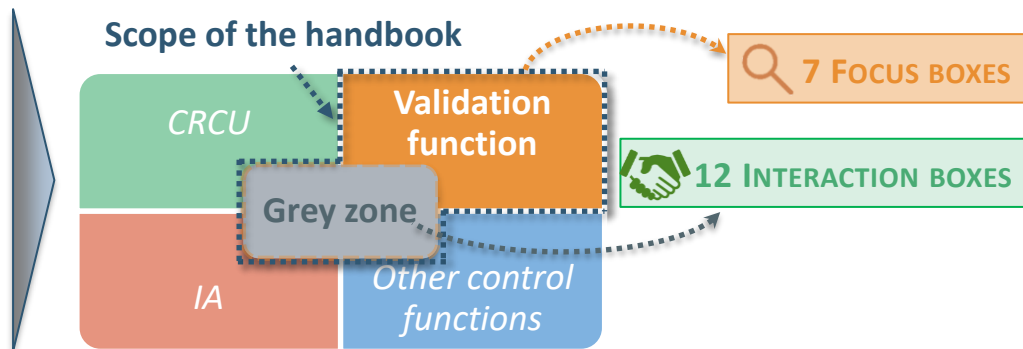 Scope of the handbook
7 FOCUS BOXES
CRCU
Validation
function
12 INTERACTION BOXES
Grey zone
IA
Other control
functions